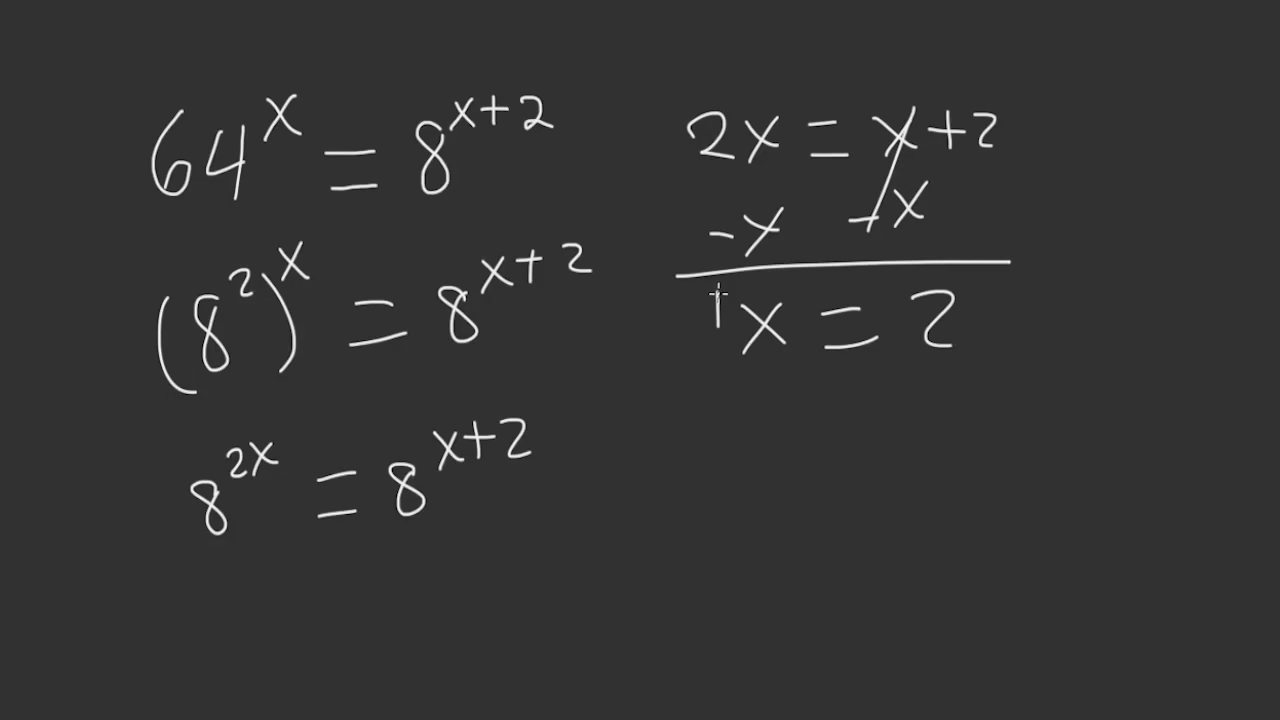 64^x = 8^{x+2}
(8^2)^x = 8^{x+2}
8^{2x} = 8^{x+2}
2x = x+2
-x -x
1x = 2